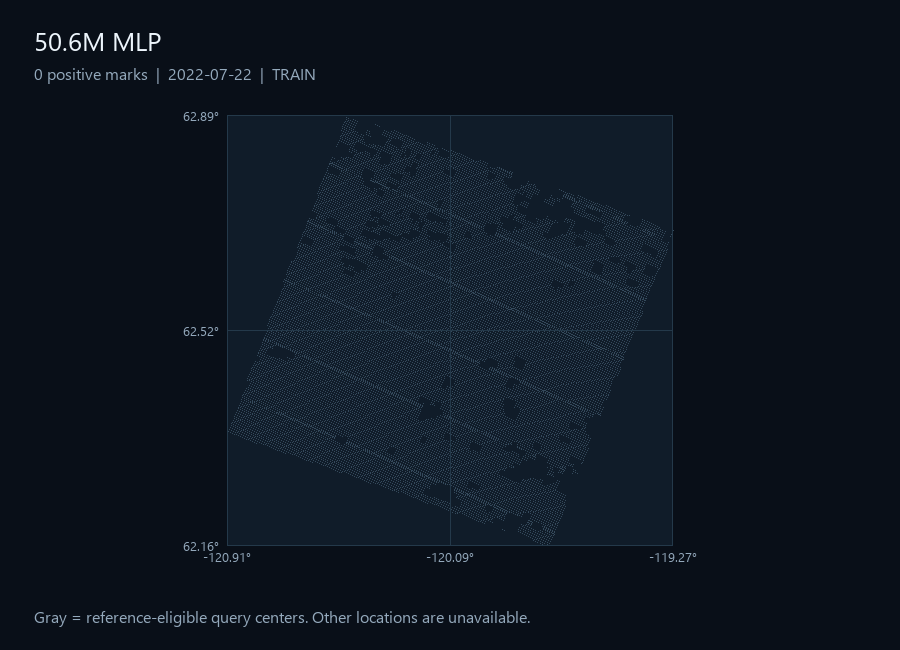 50.6M MLP
0 positive marks | 2022-07-22 | TRAIN
62.89°
62.52°
62.16°
-120.91°
-120.09°
-119.27°
Gray = reference-eligible query centers. Other locations are unavailable.